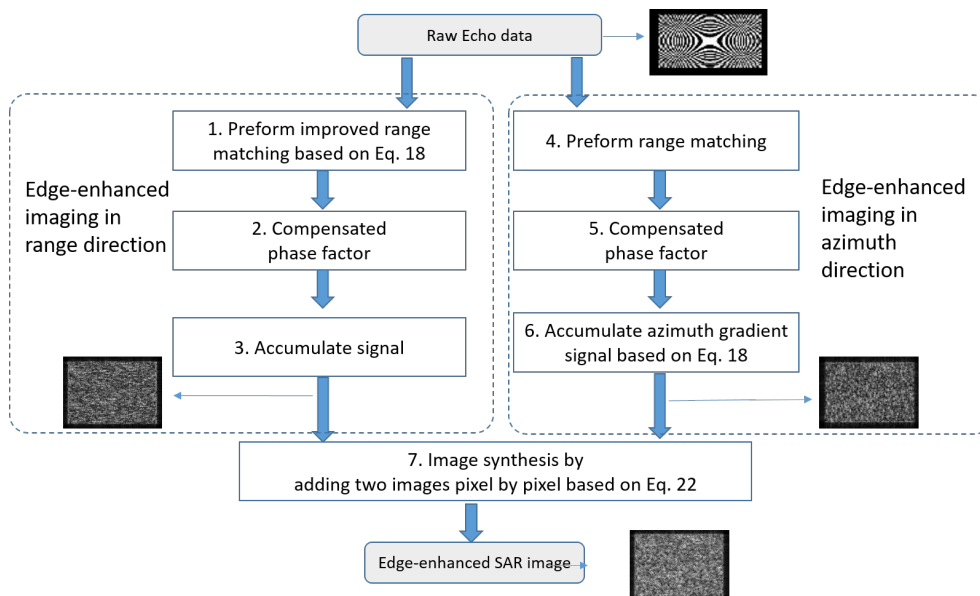 Raw Echo data
Edge-enhanced
imaging in
range direction
1. Preform improved range
matching based on Eq. 18
2. Compensated
phase factor
3. Accumulate signal
4. Preform range matching
5. Compensated
phase factor
6. Accumulate azimuth gradient
signal based on Eq. 18
Edge-enhanced
imaging in
azimuth
direction
7. Image synthesis by
adding two images pixel by pixel based on Eq. 22
Edge-enhanced SAR image